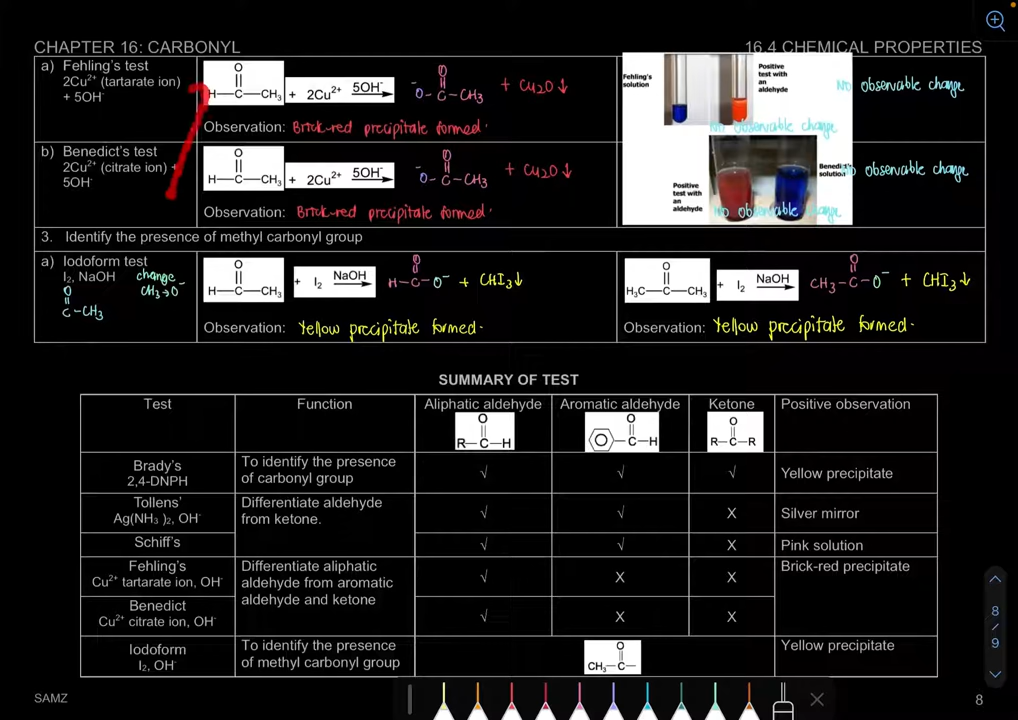 CHAPTER 16: CARBONYL
16.4 CHEMICAL PROPERTIES
a) Fehling's test
2Cu²⁺ (tartarate ion)
+ 5OH⁻
O
H—C—CH₃ + 2Cu²⁺ 5OH⁻
O
⁻O-C-CH₃ + Cu₂O↓
Observation: Brick-red precipitate formed.
Fehling's
solution
Positive
test with
an
aldehyde
No observable change
No observable change
b) Benedict's test
2Cu²⁺ (citrate ion) +
5OH⁻
O
H—C—CH₃ + 2Cu²⁺ 5OH⁻
O
⁻O-C-CH₃ + Cu₂O↓
Observation: Brick-red precipitate formed.
Positive
test with
an
aldehyde
Benedict's
solution
No observable change
No observable change
3. Identify the presence of methyl carbonyl group
a) Iodoform test
I₂, NaOH
change
CH₃→O⁻
O
C-CH₃
O
H—C—CH₃ + I₂ NaOH
O
H-C-O⁻ + CHI₃↓
Observation: Yellow precipitate formed.
O
H₃C—C—CH₃ + I₂ NaOH
O
CH₃-C-O⁻ + CHI₃↓
Observation: Yellow precipitate formed.
SUMMARY OF TEST
Test Function Aliphatic aldehyde Aromatic aldehyde Ketone Positive observation
O O O
R—C—H C—H R—C—R
Brady's
2,4-DNPH
To identify the presence
of carbonyl group
√ √ √ Yellow precipitate
Tollens'
Ag(NH₃)₂, OH⁻
Differentiate aldehyde
from ketone.
√ √ X Silver mirror
Schiff's
√ √ X Pink solution
Fehling's
Cu²⁺ tartarate ion, OH⁻
Differentiate aliphatic
aldehyde from aromatic
aldehyde and ketone
√ X X Brick-red precipitate
Benedict
Cu²⁺ citrate ion, OH⁻
√ X X
Iodoform
I₂, OH⁻
To identify the presence
of methyl carbonyl group
O
CH₃—C—
Yellow precipitate
SAMZ
8
8
/
9